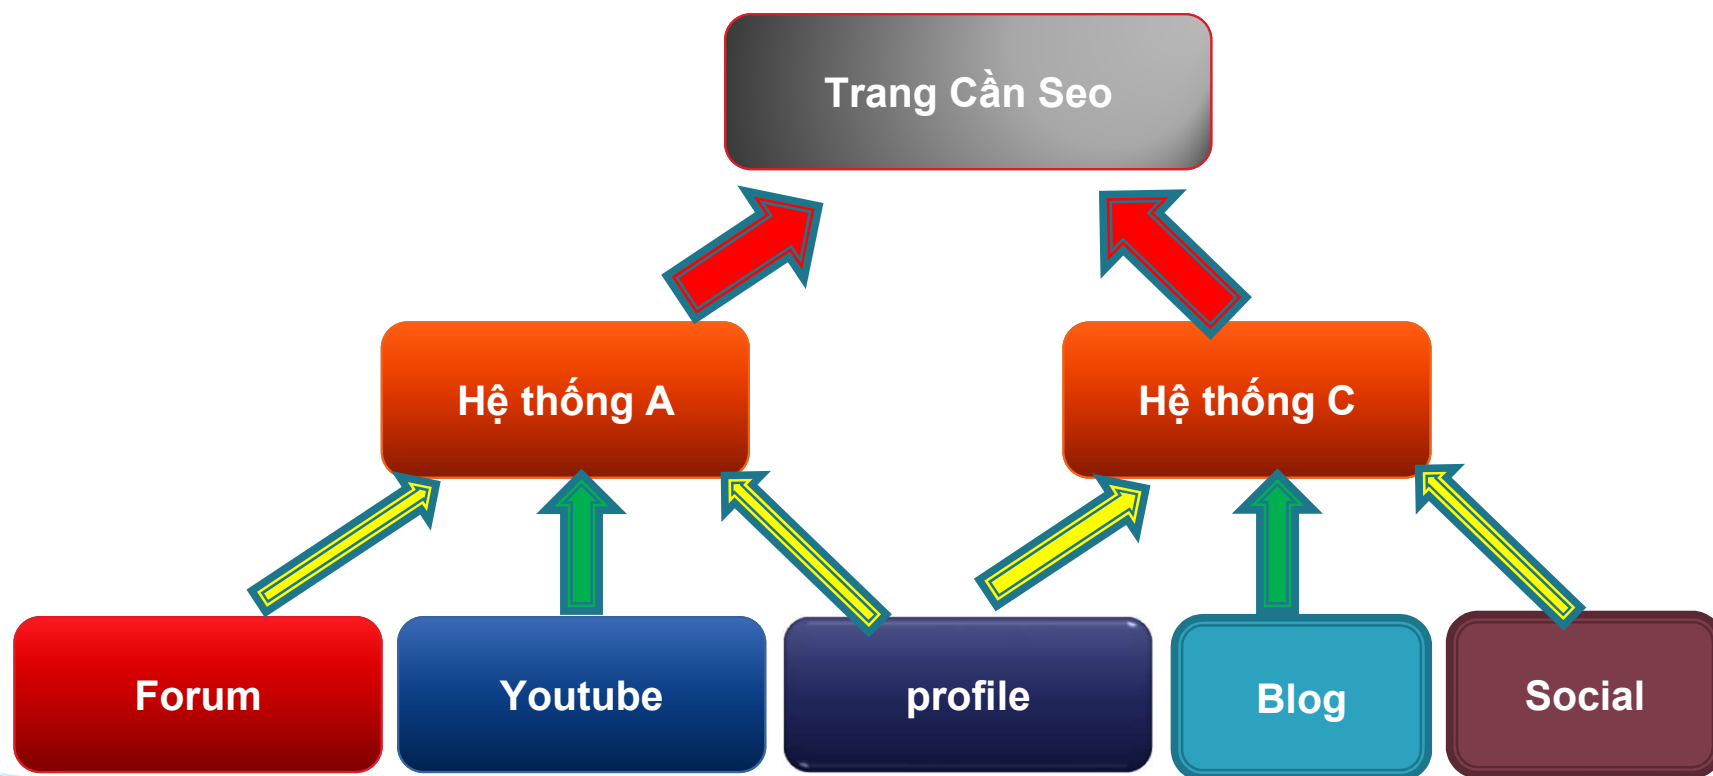 Trang Cần Seo
Hệ thống A
Hệ thống C
Forum
Youtube
profile
Blog
Social